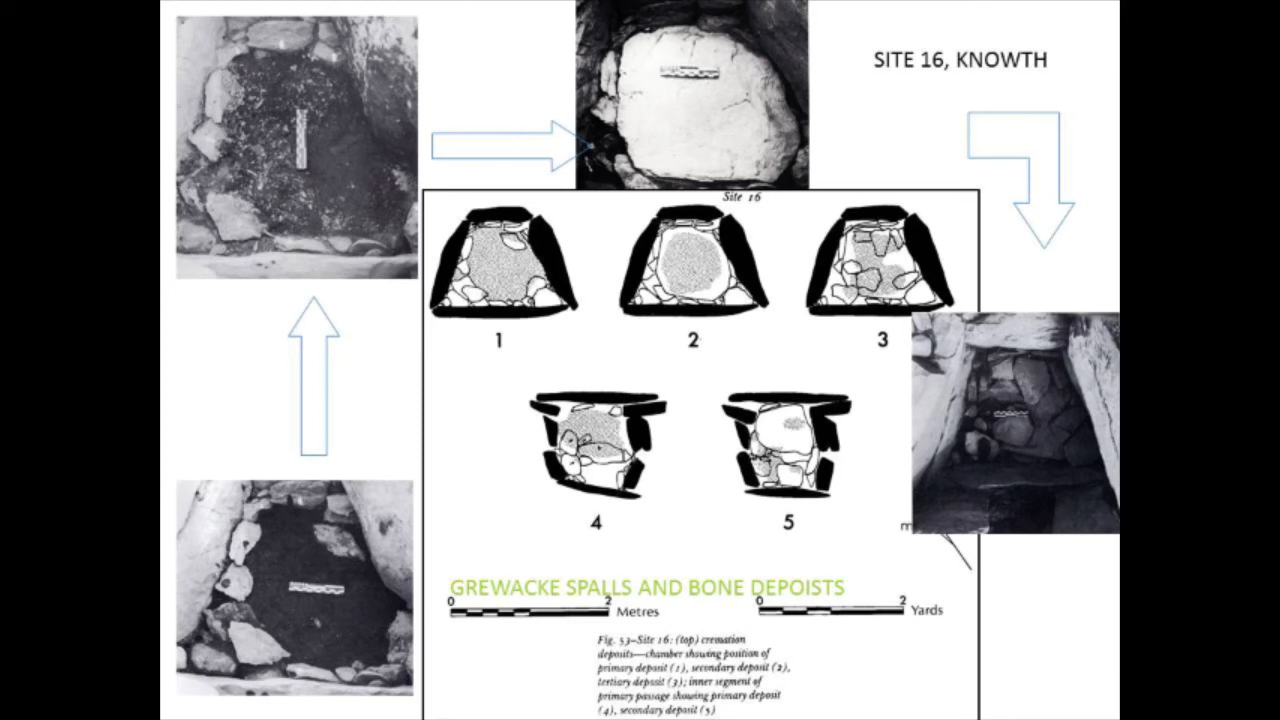 SITE 16, KNOWTH
Site 16
1
2
3
4
5
m
GREWACKE SPALLS AND BONE DEPOISTS
0 2 Metres
0 2 Yards
Fig. 53—Site 16: (top) cremation
deposits—chamber showing position of
primary deposit (1), secondary deposit (2),
tertiary deposit (3); inner segment of
primary passage showing primary deposit
(4), secondary deposit (5)